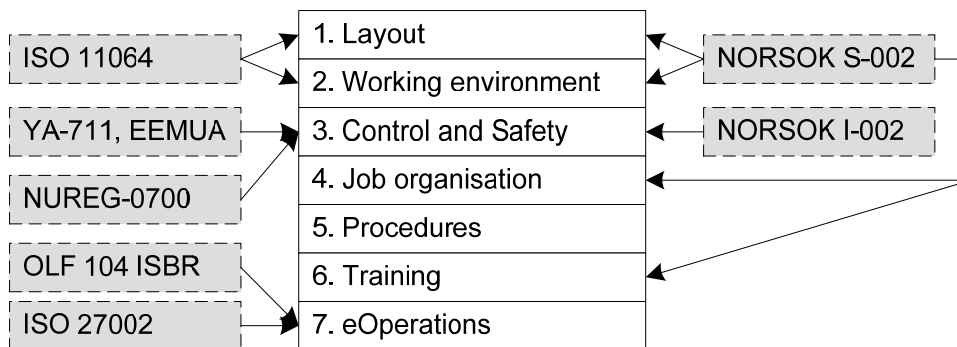 ISO 11064
YA-711, EEMUA
NUREG-0700
OLF 104 ISBR
ISO 27002
1. Layout
2. Working environment
3. Control and Safety
4. Job organisation
5. Procedures
6. Training
7. eOperations
NORSOK S-002
NORSOK I-002